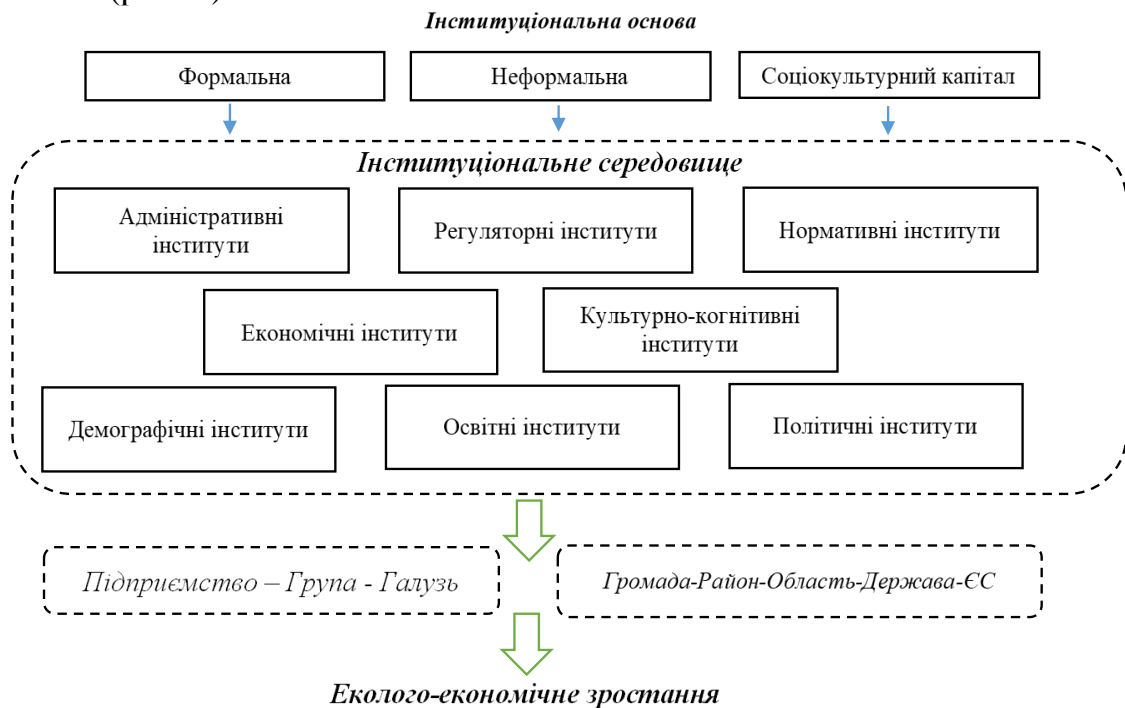 Інституціональна основа
Формальна
Неформальна
Соціокультурний капітал
Інституціональне середовище
Адміністративні
інститути
Регуляторні інститути
Нормативні інститути
Економічні інститути
Культурно-когнітивні
інститути
Демографічні інститути
Освітні інститути
Політичні інститути
Підприємство – Група - Галузь
Громада-Район-Область-Держава-ЄС
Еколого-економічне зростання